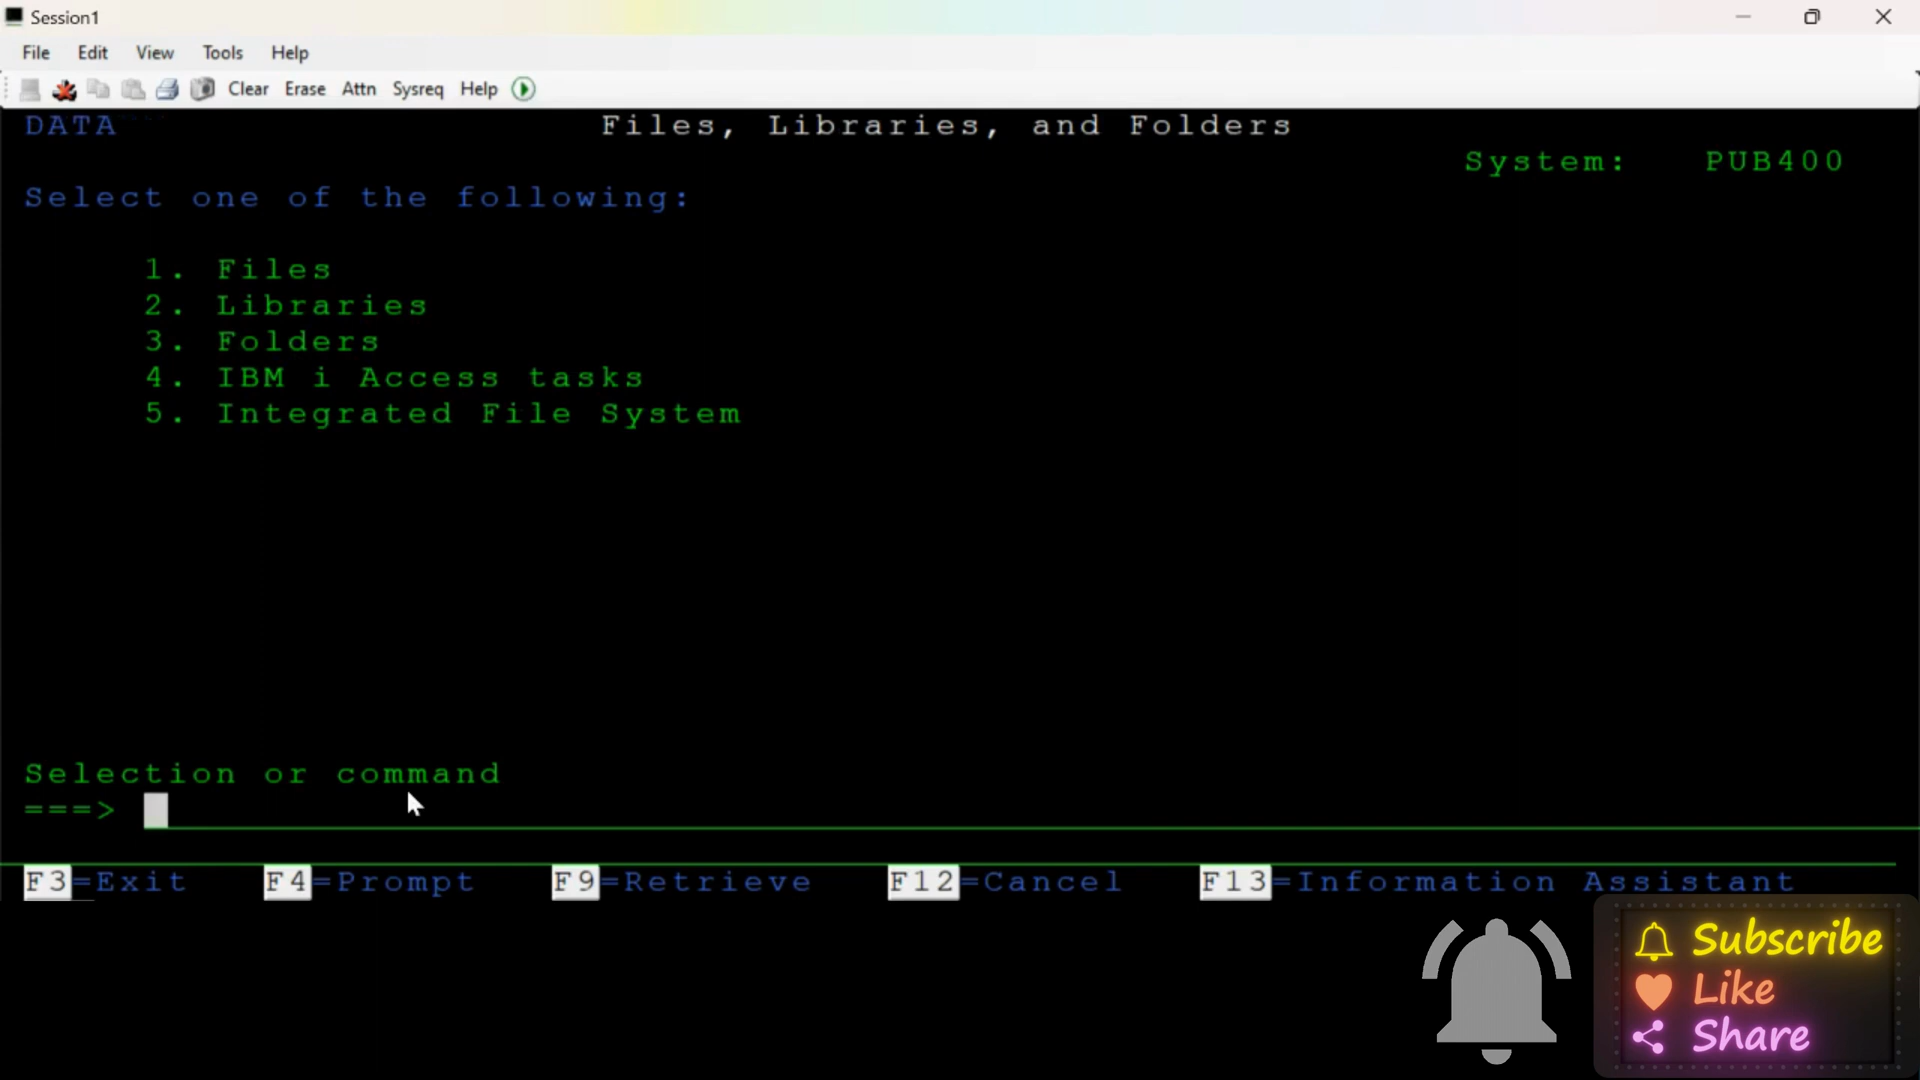 Session1
File Edit View Tools Help
Clear Erase Attn Sysreq Help
DATA Files, Libraries, and Folders
System: PUB400
Select one of the following:
1. Files
2. Libraries
3. Folders
4. IBM i Access tasks
5. Integrated File System
Selection or command
===>
F3=Exit F4=Prompt F9=Retrieve F12=Cancel F13=Information Assistant
Subscribe
Like
Share